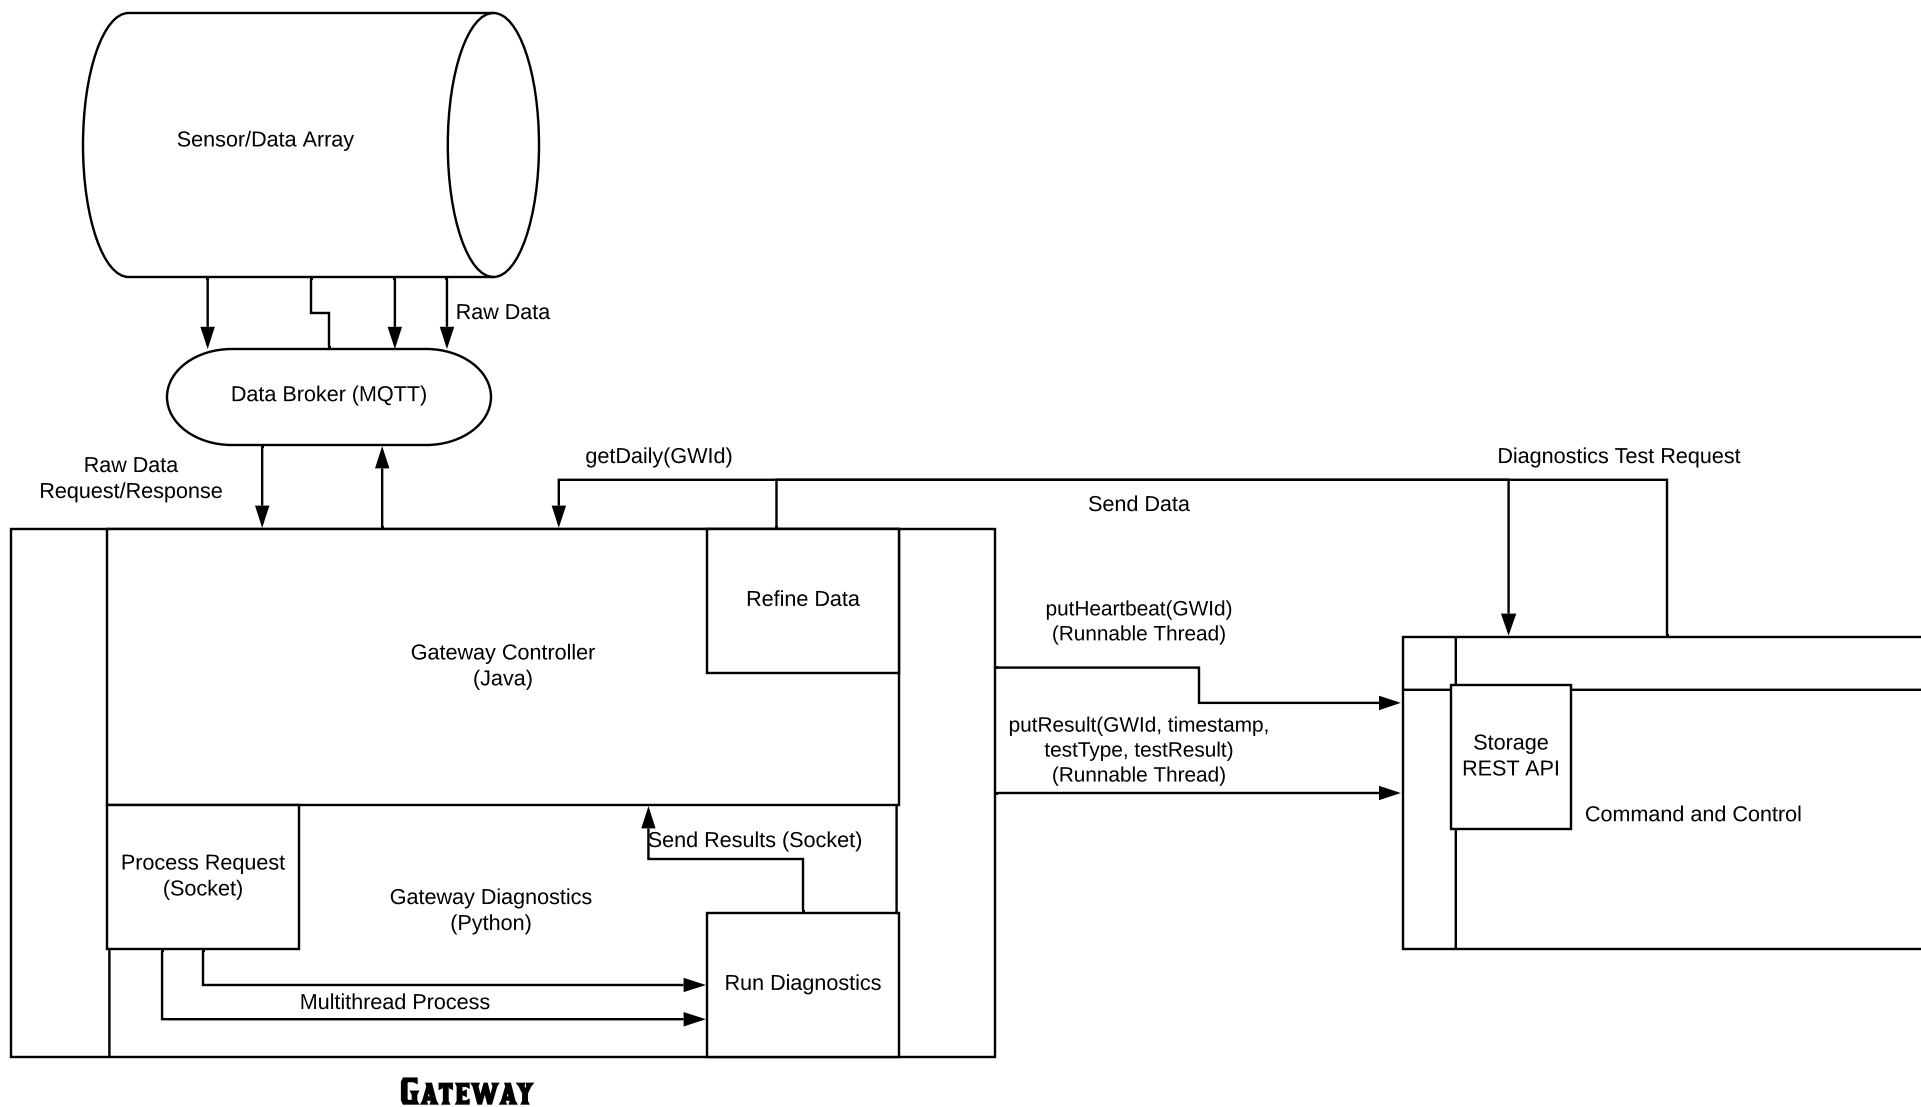 Sensor/Data Array
Raw Data
Data Broker (MQTT)
Raw Data
Request/Response
getDaily(GWId)
Diagnostics Test Request
Send Data
Refine Data
Gateway Controller
(Java)
putHeartbeat(GWId)
(Runnable Thread)
putResult(GWId, timestamp,
testType, testResult)
(Runnable Thread)
Storage
REST API
Command and Control
Send Results (Socket)
Process Request
(Socket)
Gateway Diagnostics
(Python)
Run Diagnostics
Multithread Process
GATEWAY